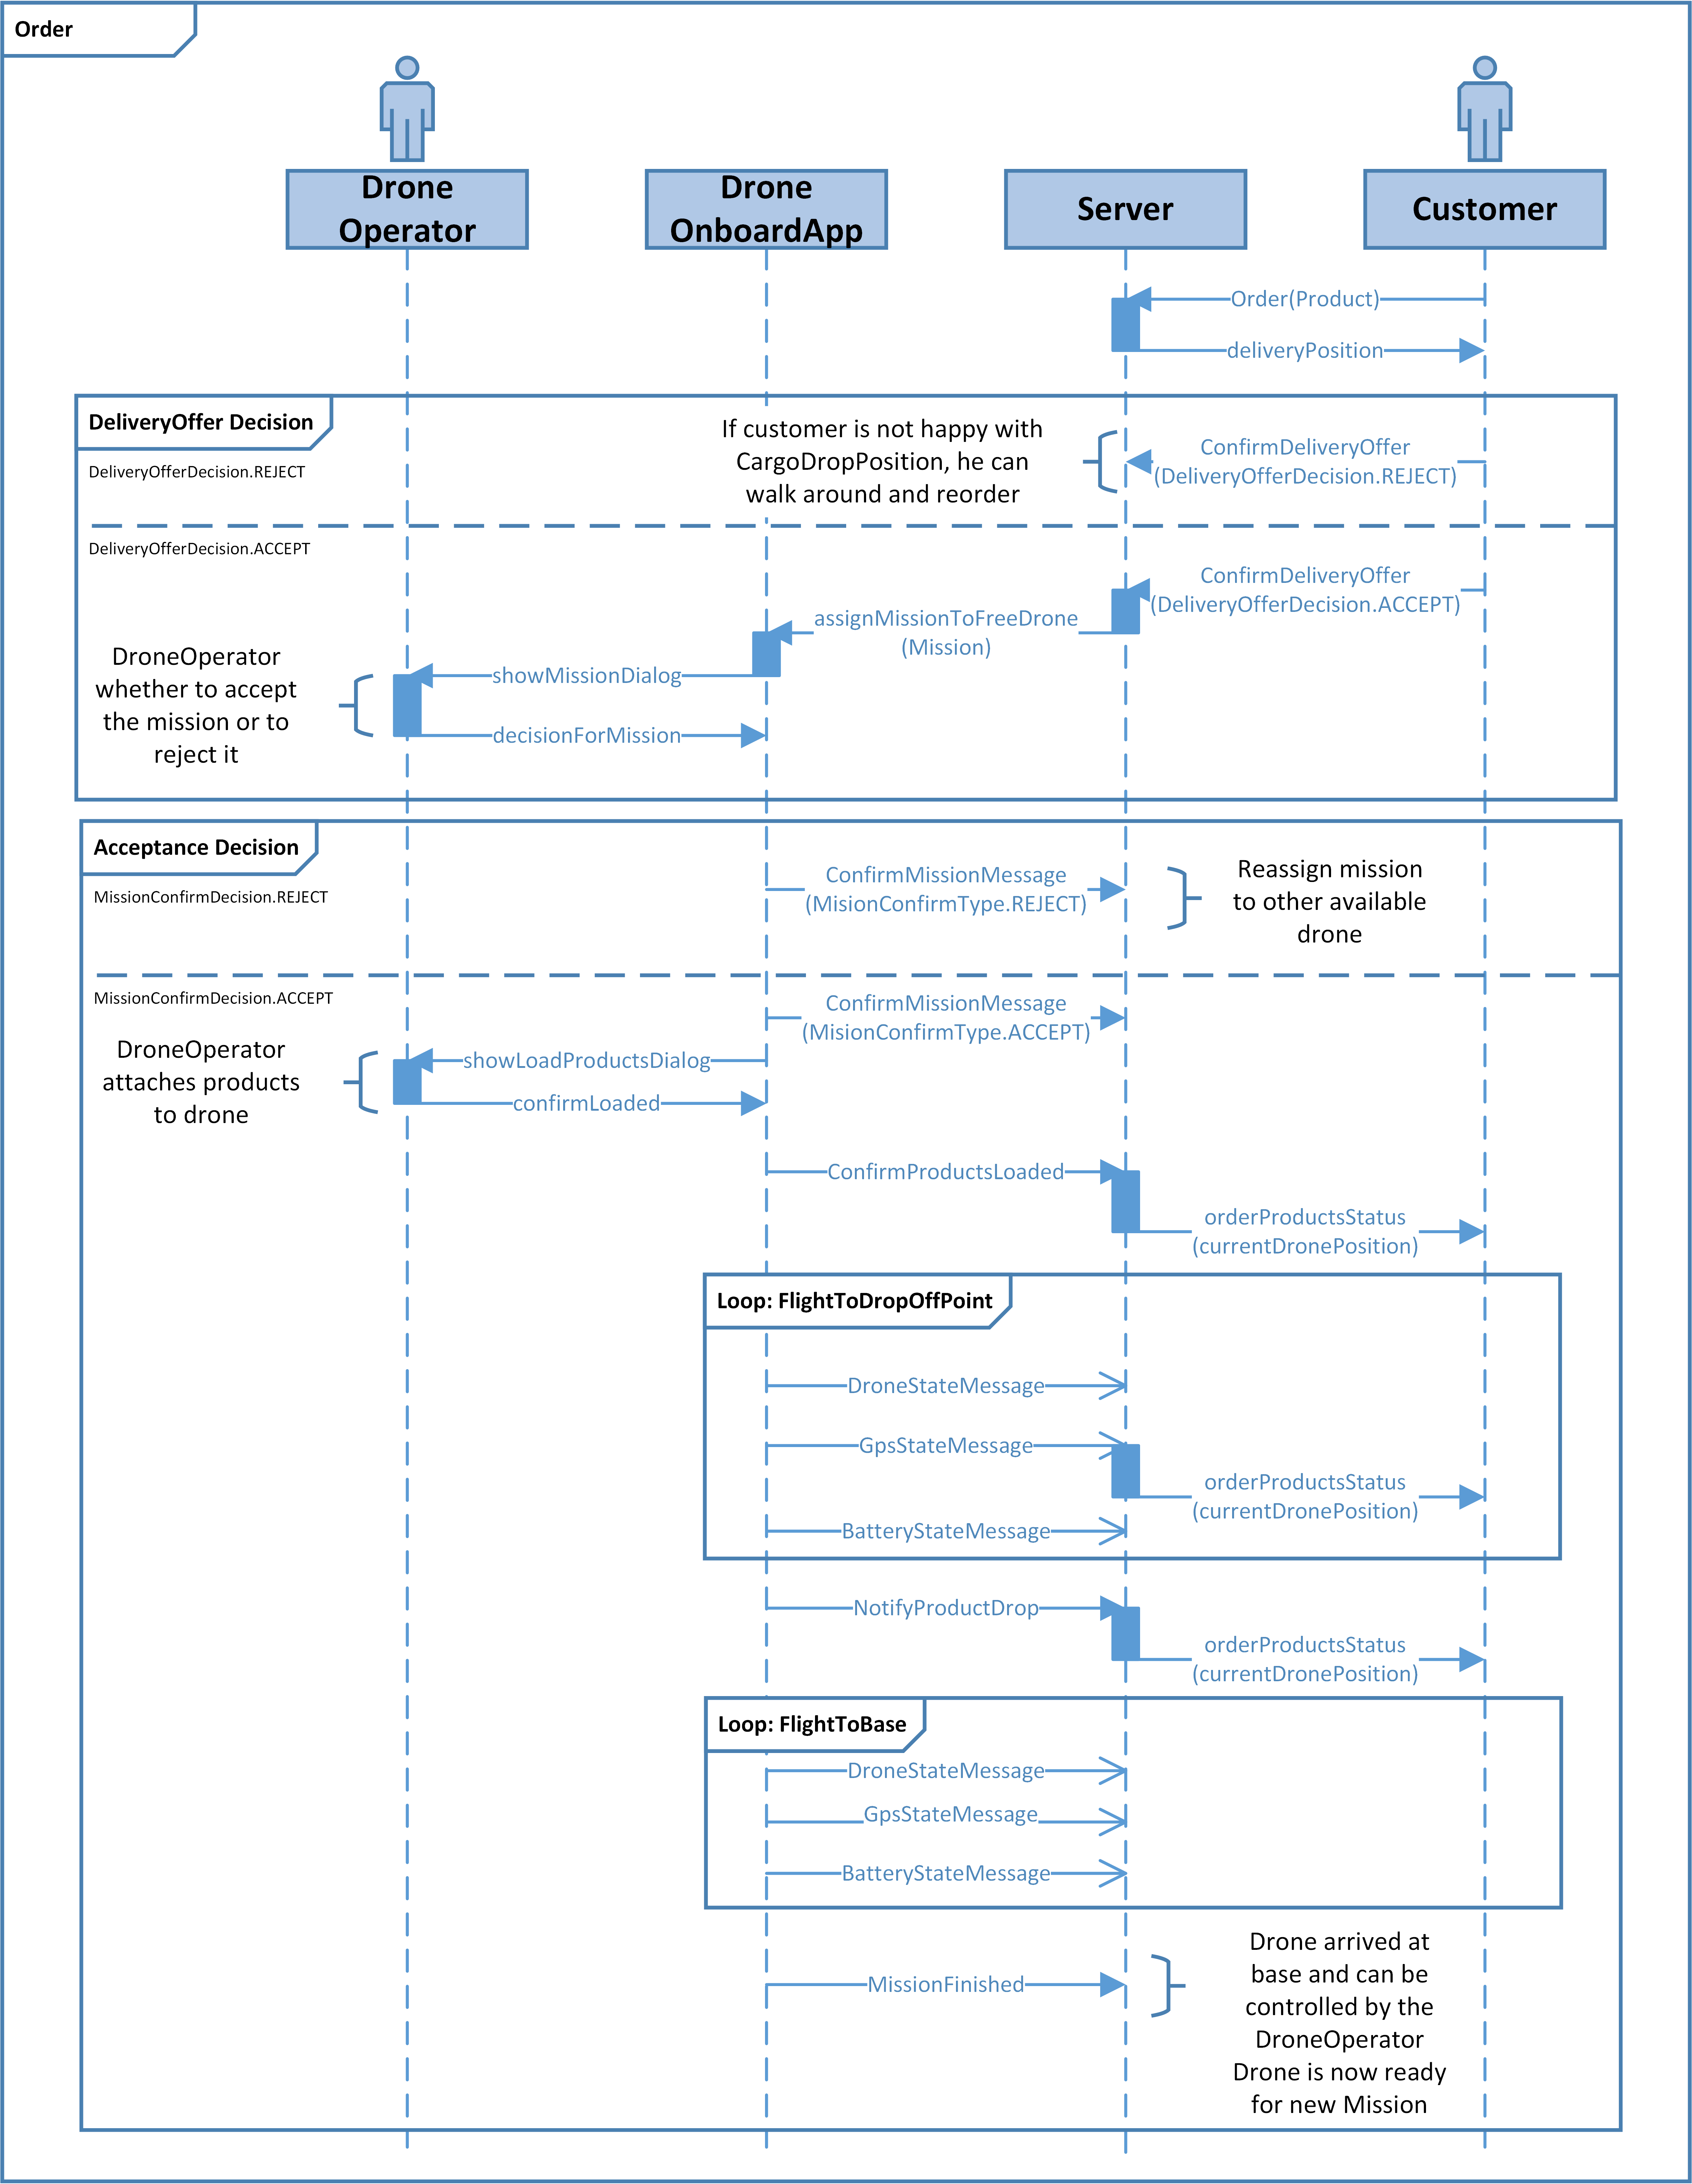 Order
Drone
Operator
Drone
OnboardApp
Server
Customer
Order(Product)
deliveryPosition
DeliveryOffer Decision
DeliveryOfferDecision.REJECT
If customer is not happy with
CargoDropPosition, he can
walk around and reorder
ConfirmDeliveryOffer
(DeliveryOfferDecision.REJECT)
DeliveryOfferDecision.ACCEPT
ConfirmDeliveryOffer
(DeliveryOfferDecision.ACCEPT)
assignMissionToFreeDrone
(Mission)
DroneOperator
whether to accept
the mission or to
reject it
showMissionDialog
decisionForMission
Acceptance Decision
MissionConfirmDecision.REJECT
ConfirmMissionMessage
(MisionConfirmType.REJECT)
Reassign mission
to other available
drone
MissionConfirmDecision.ACCEPT
ConfirmMissionMessage
(MisionConfirmType.ACCEPT)
DroneOperator
attaches products
to drone
showLoadProductsDialog
confirmLoaded
ConfirmProductsLoaded
orderProductsStatus
(currentDronePosition)
Loop: FlightToDropOffPoint
DroneStateMessage
GpsStateMessage
orderProductsStatus
(currentDronePosition)
BatteryStateMessage
NotifyProductDrop
orderProductsStatus
(currentDronePosition)
Loop: FlightToBase
DroneStateMessage
GpsStateMessage
BatteryStateMessage
MissionFinished
Drone arrived at
base and can be
controlled by the
DroneOperator
Drone is now ready
for new Mission